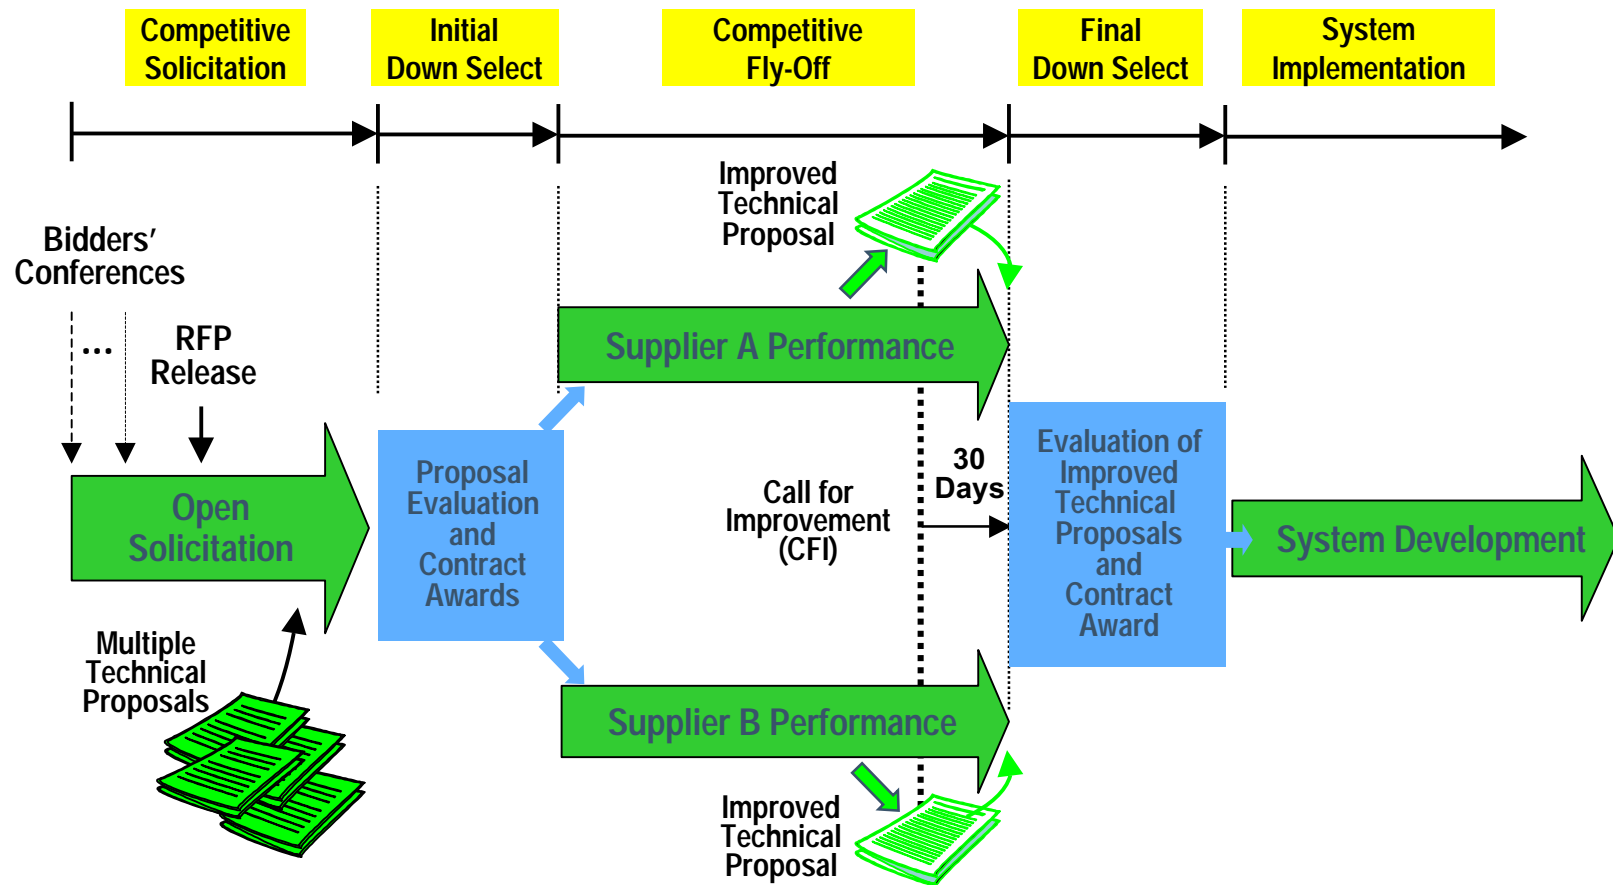 Competitive
Solicitation
Initial
Down Select
Competitive
Fly-Off
Final
Down Select
System
Implementation
Improved
Technical
Proposal
Bidders’
Conferences
...
RFP
Release
Supplier A Performance
Open
Solicitation
Proposal
Evaluation
and
Contract
Awards
Call for
Improvement
(CFI)
30
Days
Evaluation of
Improved
Technical
Proposals
and
Contract
Award
System Development
Multiple
Technical
Proposals
Supplier B Performance
Improved
Technical
Proposal